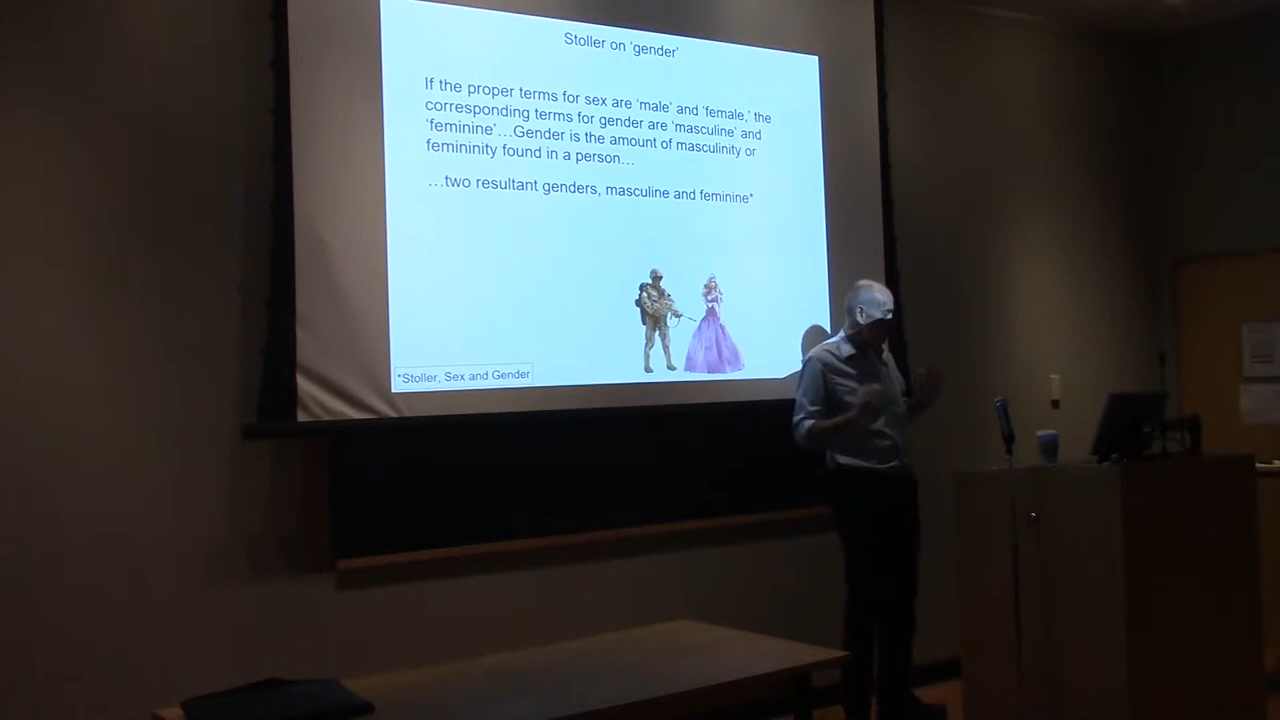 Stoller on 'gender'
If the proper terms for sex are 'male' and 'female,' the
corresponding terms for gender are 'masculine' and
'feminine'…Gender is the amount of masculinity or
femininity found in a person…
…two resultant genders, masculine and feminine*
*Stoller, Sex and Gender